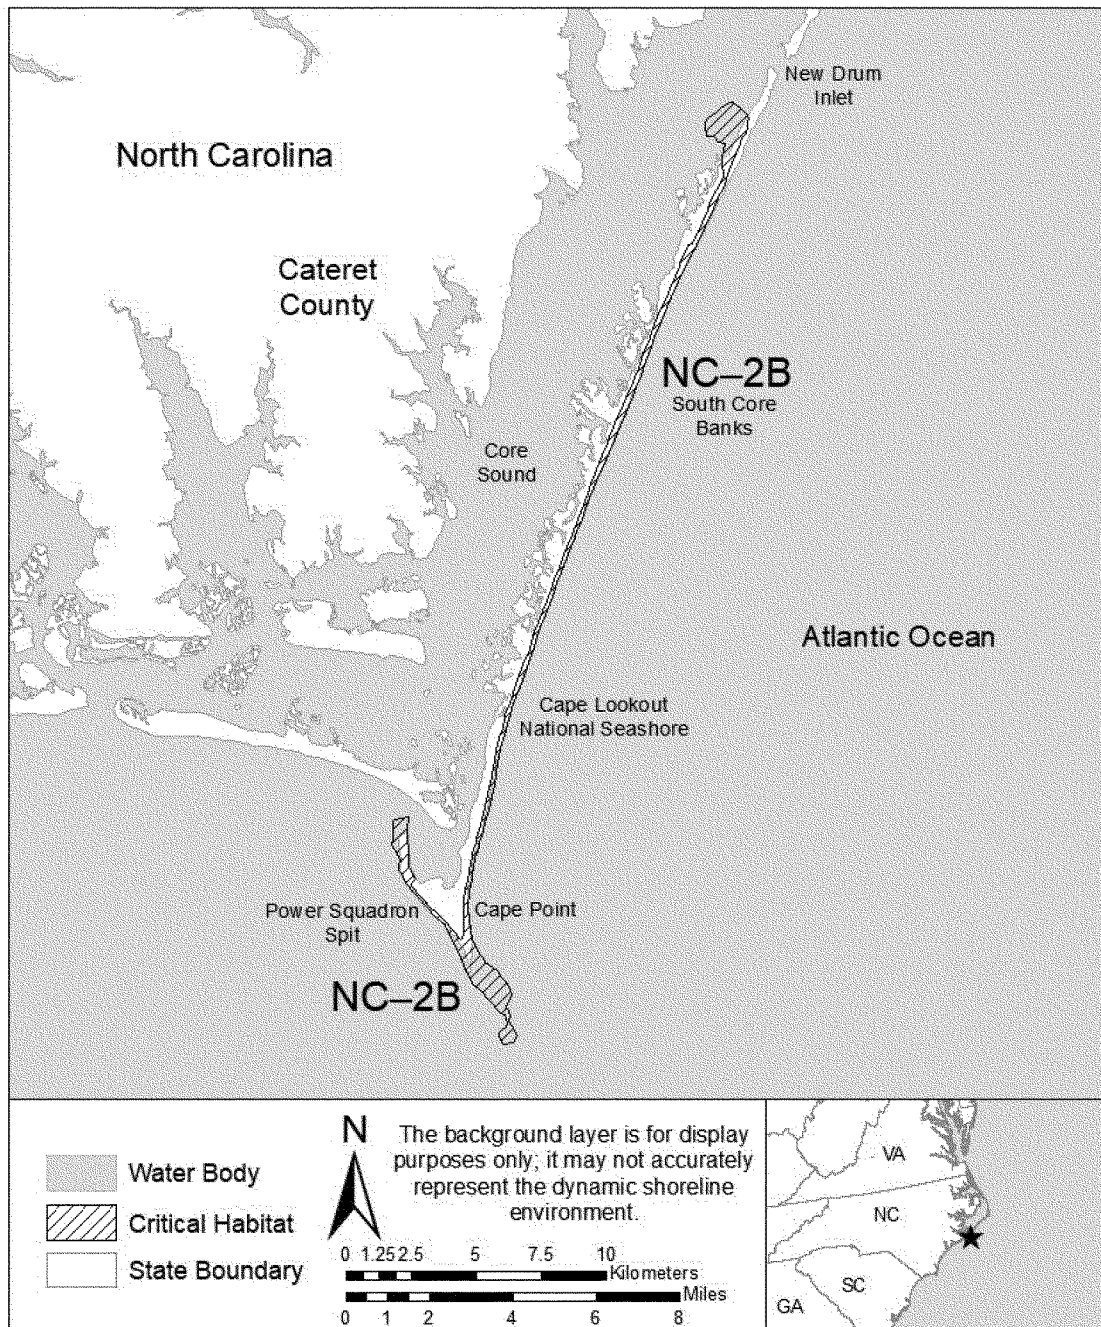 New Drum
Inlet
North Carolina
Cateret
County
NC–2B
South Core
Banks
Core
Sound
Atlantic Ocean
Cape Lookout
National Seashore
Power Squadron
Spit
Cape Point
NC–2B
Water Body
Critical Habitat
State Boundary
N
The background layer is for display
purposes only; it may not accurately
represent the dynamic shoreline
environment.
0 1.25 2.5 5 7.5 10
Kilometers
Miles
0 1 2 4 6 8
VA
NC
SC
GA